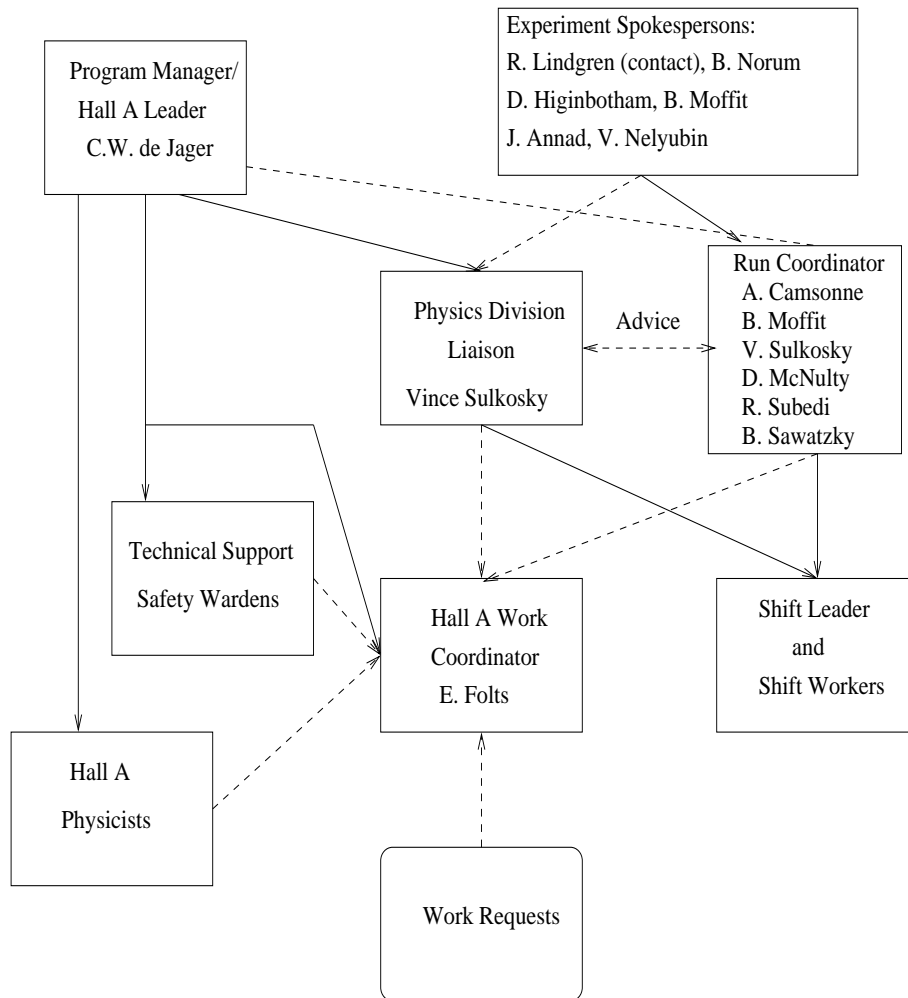 Program Manager/
Hall A Leader
C.W. de Jager
Experiment Spokespersons:
R. Lindgren (contact), B. Norum
D. Higinbotham, B. Moffit
J. Annad, V. Nelyubin
Physics Division
Liaison
Vince Sulkosky
Advice
Run Coordinator
A. Camsonne
B. Moffit
V. Sulkosky
D. McNulty
R. Subedi
B. Sawatzky
Technical Support
Safety Wardens
Hall A Work
Coordinator
E. Folts
Shift Leader
and
Shift Workers
Hall A
Physicists
Work Requests